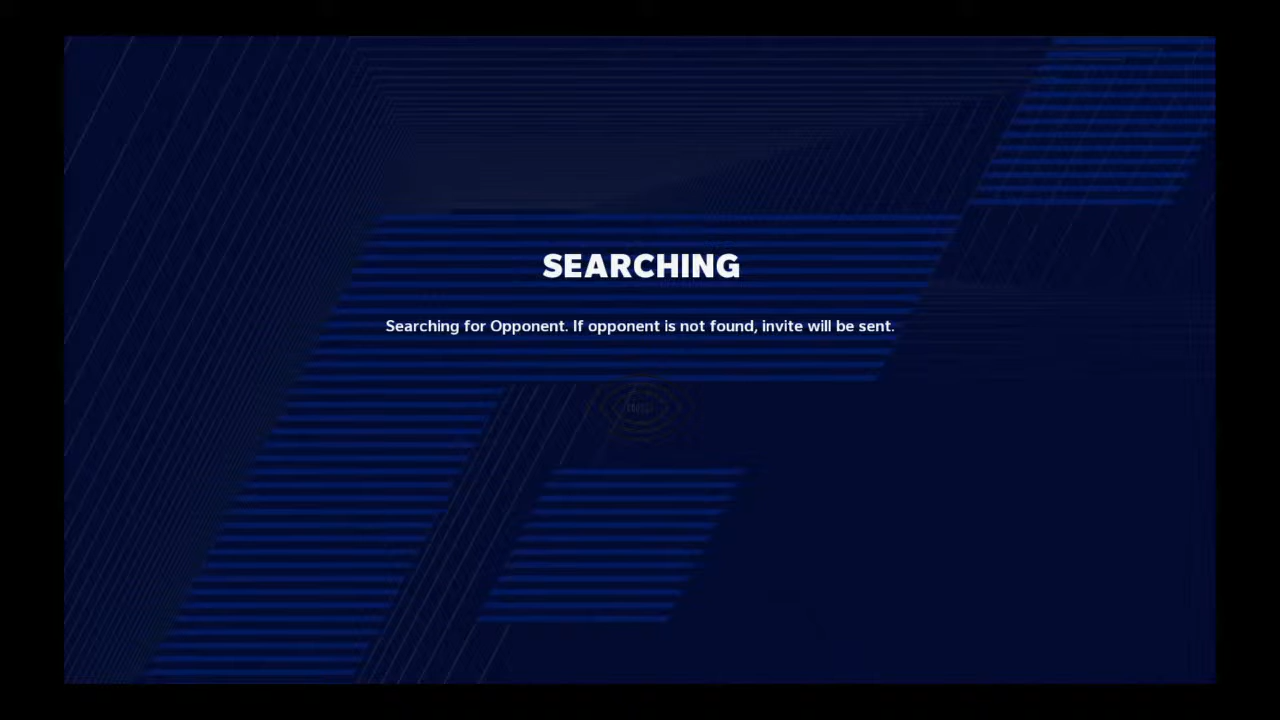 SEARCHING
Searching for Opponent. If opponent is not found, invite will be sent.